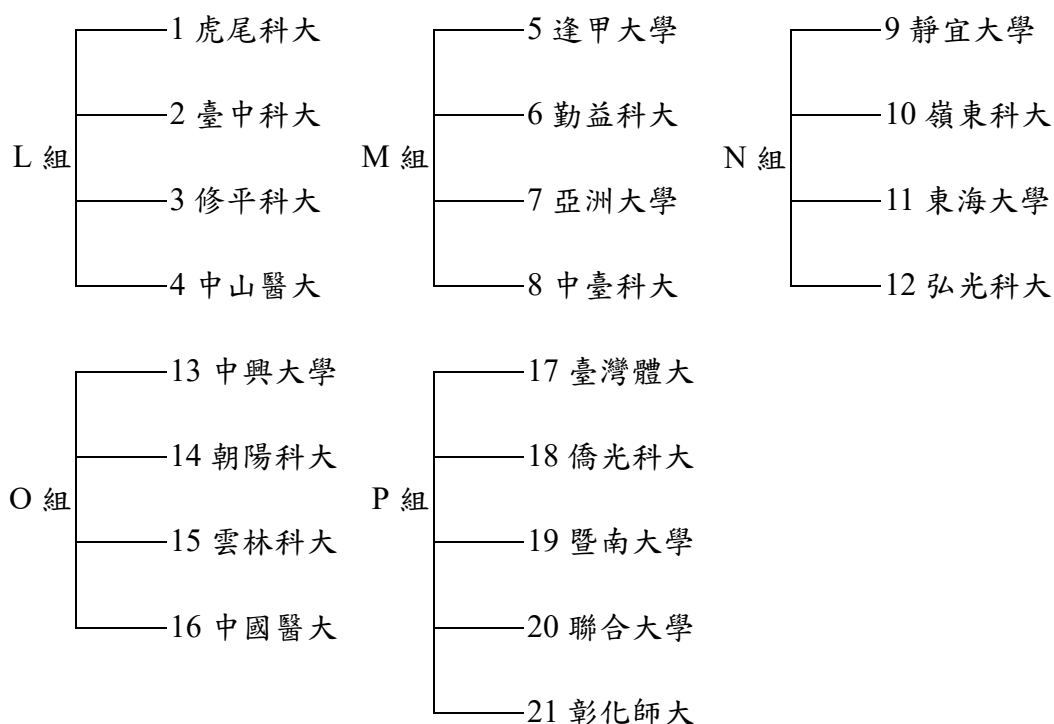 L 組
1 虎尾科大
2 臺中科大
3 修平科大
4 中山醫大
M 組
5 逢甲大學
6 勤益科大
7 亞洲大學
8 中臺科大
N 組
9 靜宜大學
10 嶺東科大
11 東海大學
12 弘光科大
O 組
13 中興大學
14 朝陽科大
15 雲林科大
16 中國醫大
P 組
17 臺灣體大
18 僑光科大
19 暨南大學
20 聯合大學
21 彰化師大